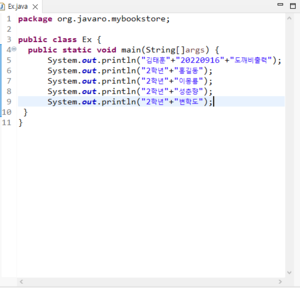 Ex.java
1 package org.javaro.mybookstore;
2
3 public class Ex {
4 public static void main(String[]args) {
5 System.out.println("김태훈"+"20220916"+"도깨비출력");
6 System.out.println("2학년"+"홍길동");
7 System.out.println("2학년"+"이몽룡");
8 System.out.println("2학년"+"성춘향");
9 System.out.println("2학년"+"변학도");
10 }
11 }